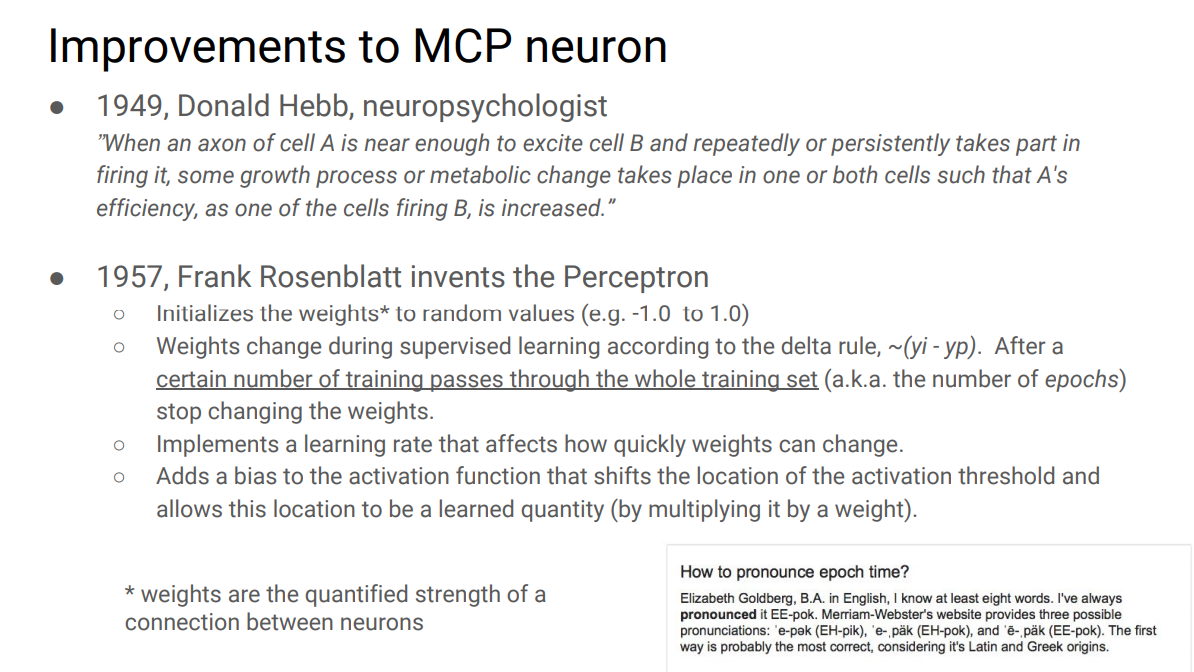 Improvements to MCP neuron
● 1949, Donald Hebb, neuropsychologist
”When an axon of cell A is near enough to excite cell B and repeatedly or persistently takes part in
firing it, some growth process or metabolic change takes place in one or both cells such that A's
efficiency, as one of the cells firing B, is increased.”
● 1957, Frank Rosenblatt invents the Perceptron
○ Initializes the weights* to random values (e.g. -1.0 to 1.0)
○ Weights change during supervised learning according to the delta rule, ~(yi - yp). After a
certain number of training passes through the whole training set (a.k.a. the number of epochs)
stop changing the weights.
○ Implements a learning rate that affects how quickly weights can change.
○ Adds a bias to the activation function that shifts the location of the activation threshold and
allows this location to be a learned quantity (by multiplying it by a weight).
* weights are the quantified strength of a
connection between neurons
How to pronounce epoch time?
Elizabeth Goldberg, B.A. in English, I know at least eight words. I've always
pronounced it EE-pok. Merriam-Webster's website provides three possible
pronunciations: ˈe-pək (EH-pik), ˈe-ˌpäk (EH-pok), and ˈē-ˌpäk (EE-pok). The first
way is probably the most correct, considering it's Latin and Greek origins.